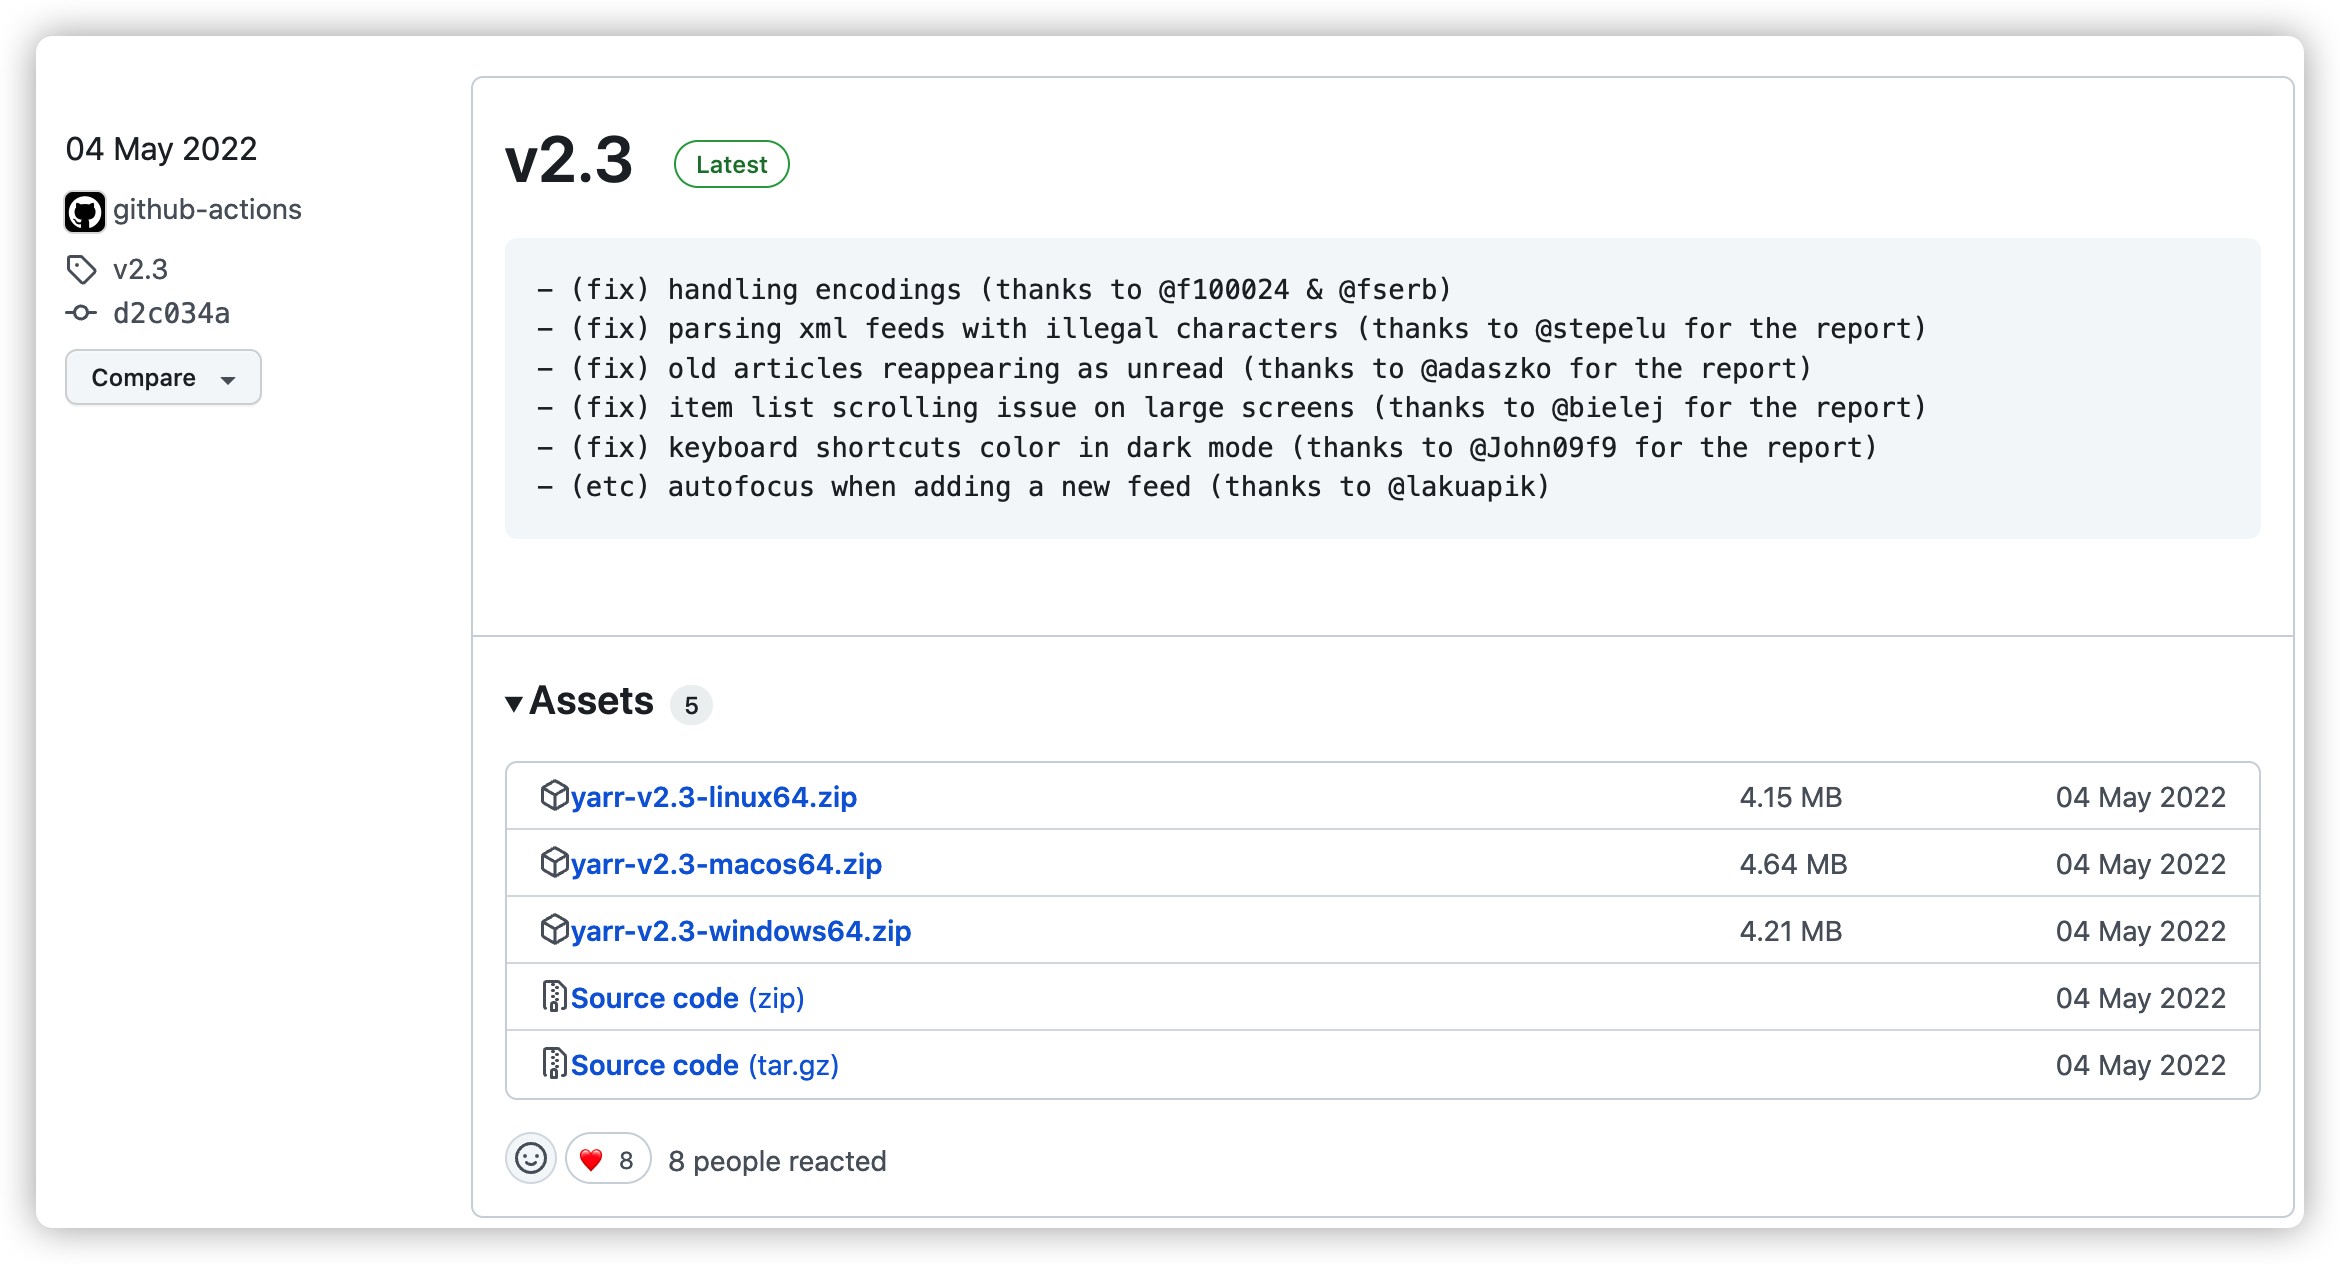 04 May 2022
github-actions
v2.3
d2c034a
Compare
v2.3 Latest
- (fix) handling encodings (thanks to @f100024 & @fserb)
- (fix) parsing xml feeds with illegal characters (thanks to @stepelu for the report)
- (fix) old articles reappearing as unread (thanks to @adaszko for the report)
- (fix) item list scrolling issue on large screens (thanks to @bielej for the report)
- (fix) keyboard shortcuts color in dark mode (thanks to @John09f9 for the report)
- (etc) autofocus when adding a new feed (thanks to @lakuapik)
Assets 5
yarr-v2.3-linux64.zip 4.15 MB 04 May 2022
yarr-v2.3-macos64.zip 4.64 MB 04 May 2022
yarr-v2.3-windows64.zip 4.21 MB 04 May 2022
Source code (zip) 04 May 2022
Source code (tar.gz) 04 May 2022
8 8 people reacted